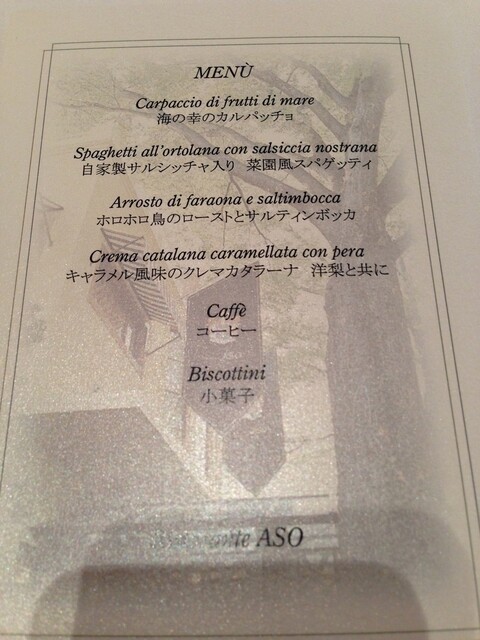 MENÙ
Carpaccio di frutti di mare
海の幸のカルパッチョ
Spaghetti all'ortolana con salsiccia nostrana
自家製サルシッチャ入り 菜園風スパゲッティ
Arrosto di faraona e saltimbocca
ホロホロ鳥のローストとサルティンボッカ
Crema catalana caramellata con pera
キャラメル風味のクレマカタラーナ 洋梨と共に
Caffè
コーヒー
Biscottini
小菓子
ASO